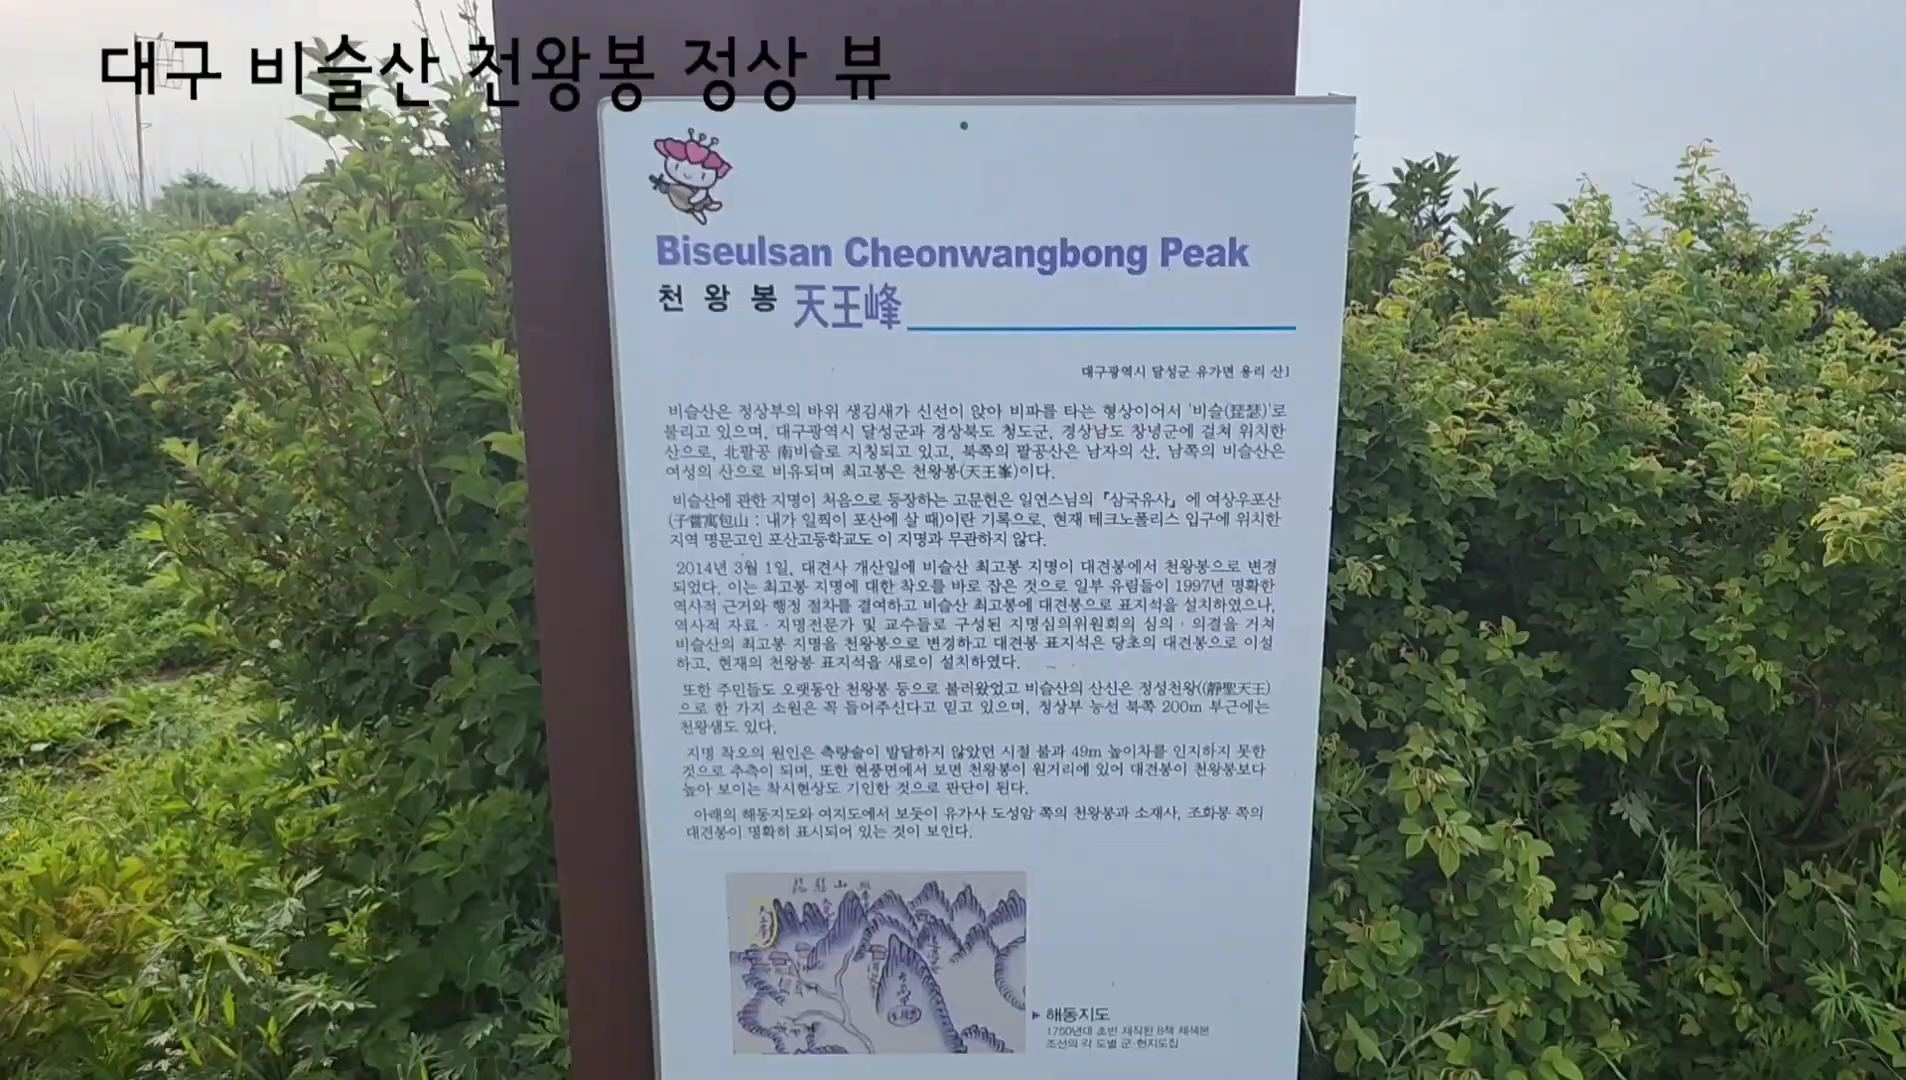 대구 비슬산 천왕봉 정상 뷰
Biseulsan Cheonwangbong Peak
천 왕 봉 天王峰
대구광역시 달성군 유가면 용리 산1
비슬산은 정상부의 바위 생김새가 신선이 앉아 비파를 타는 형상이어서 '비슬(琵瑟)'로
불리고 있으며, 대구광역시 달성군과 경상북도 청도군, 경상남도 창녕군에 걸쳐 위치한
산으로, 北팔공 南비슬로 지칭되고 있고, 북쪽의 팔공산은 남자의 산, 남쪽의 비슬산은
여성의 산으로 비유되며 최고봉은 천왕봉(天王峯)이다.
비슬산에 관한 지명이 처음으로 등장하는 고문헌은 일연스님의 『삼국유사』에 여상우포산
(子嘗寓包山 : 내가 일찍이 포산에 살 때)이란 기록으로, 현재 테크노폴리스 입구에 위치한
지역 명문고인 포산고등학교도 이 지명과 무관하지 않다.
2014년 3월 1일, 대견사 개산일에 비슬산 최고봉 지명이 대견봉에서 천왕봉으로 변경
되었다. 이는 최고봉 지명에 대한 착오를 바로 잡은 것으로 일부 유림들이 1997년 명확한
역사적 근거와 행정 절차를 결여하고 비슬산 최고봉에 대견봉으로 표지석을 설치하였으나,
역사적 자료 · 지명전문가 및 교수들로 구성된 지명심의위원회의 심의 · 의결을 거쳐
비슬산의 최고봉 지명을 천왕봉으로 변경하고 대견봉 표지석은 당초의 대견봉으로 이설
하고, 현재의 천왕봉 표지석을 새로이 설치하였다.
또한 주민들도 오랫동안 천왕봉 등으로 불러왔었고 비슬산의 산신은 정성천왕((靜聖天王)
으로 한 가지 소원은 꼭 들어주신다고 믿고 있으며, 정상부 능선 북쪽 200m 부근에는
천왕샘도 있다.
지명 착오의 원인은 측량술이 발달하지 않았던 시절 불과 49m 높이차를 인지하지 못한
것으로 추측이 되며, 또한 현풍면에서 보면 천왕봉이 원거리에 있어 대견봉이 천왕봉보다
높아 보이는 착시현상도 기인한 것으로 판단이 된다.
아래의 해동지도와 여지도에서 보듯이 유가사 도성암 쪽의 천왕봉과 소재사, 조화봉 쪽의
대견봉이 명확히 표시되어 있는 것이 보인다.
▶ 해동지도
1750년대 초반 제작된 8책 채색본
조선의 각 도별 군·현지도집